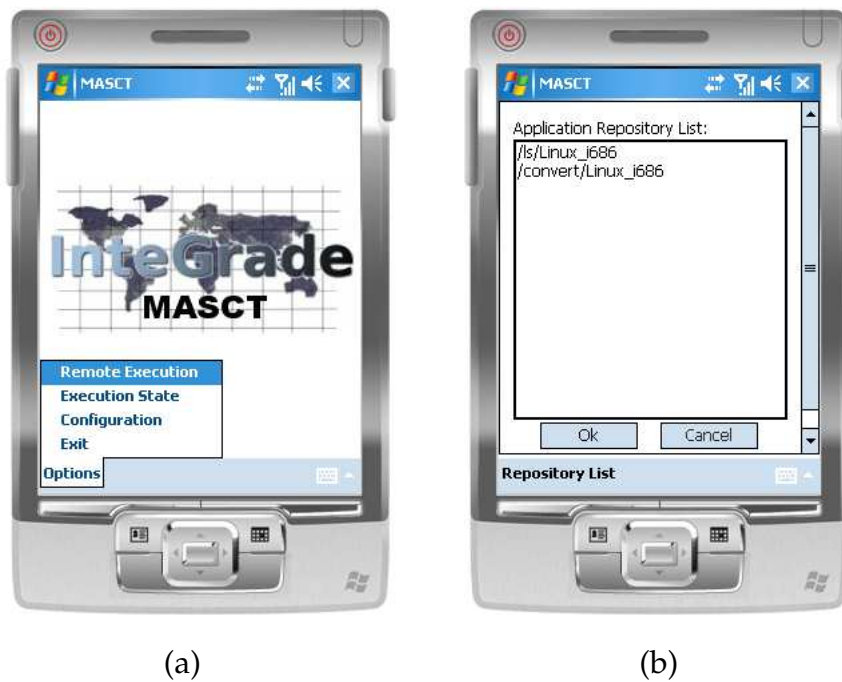 MASCT
InteGrade
MASCT
Remote Execution
Execution State
Configuration
Exit
Options
(a)
MASCT
Application Repository List:
/ls/Linux_i686
/convert/Linux_i686
Ok
Cancel
Repository List
(b)